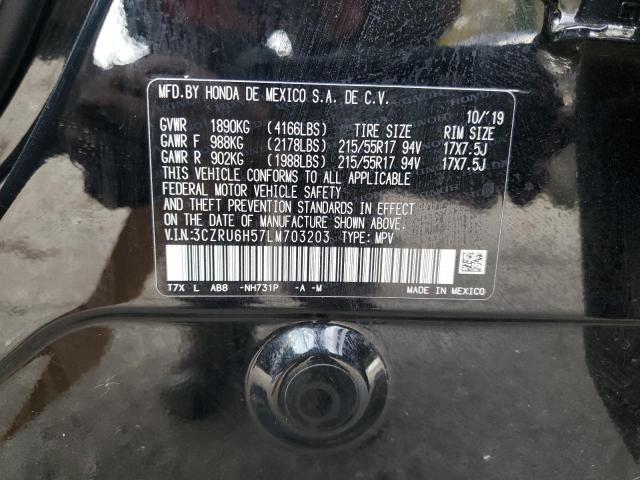 MFD.BY HONDA DE MEXICO S.A. DE C.V.
10/'19
GVWR 1890KG (4166LBS) TIRE SIZE RIM SIZE
GAWR F 988KG (2178LBS) 215/55R17 94V 17X7.5J
GAWR R 902KG (1988LBS) 215/55R17 94V 17X7.5J
THIS VEHICLE CONFORMS TO ALL APPLICABLE
FEDERAL MOTOR VEHICLE SAFETY
AND THEFT PREVENTION STANDARDS IN EFFECT
ON THE DATE OF MANUFACTURE SHOWN ABOVE.
V.I.N:3CZRU6H57LM703203 TYPE: MPV
T7X L AB8 -NH731P -A -M MADE IN MEXICO